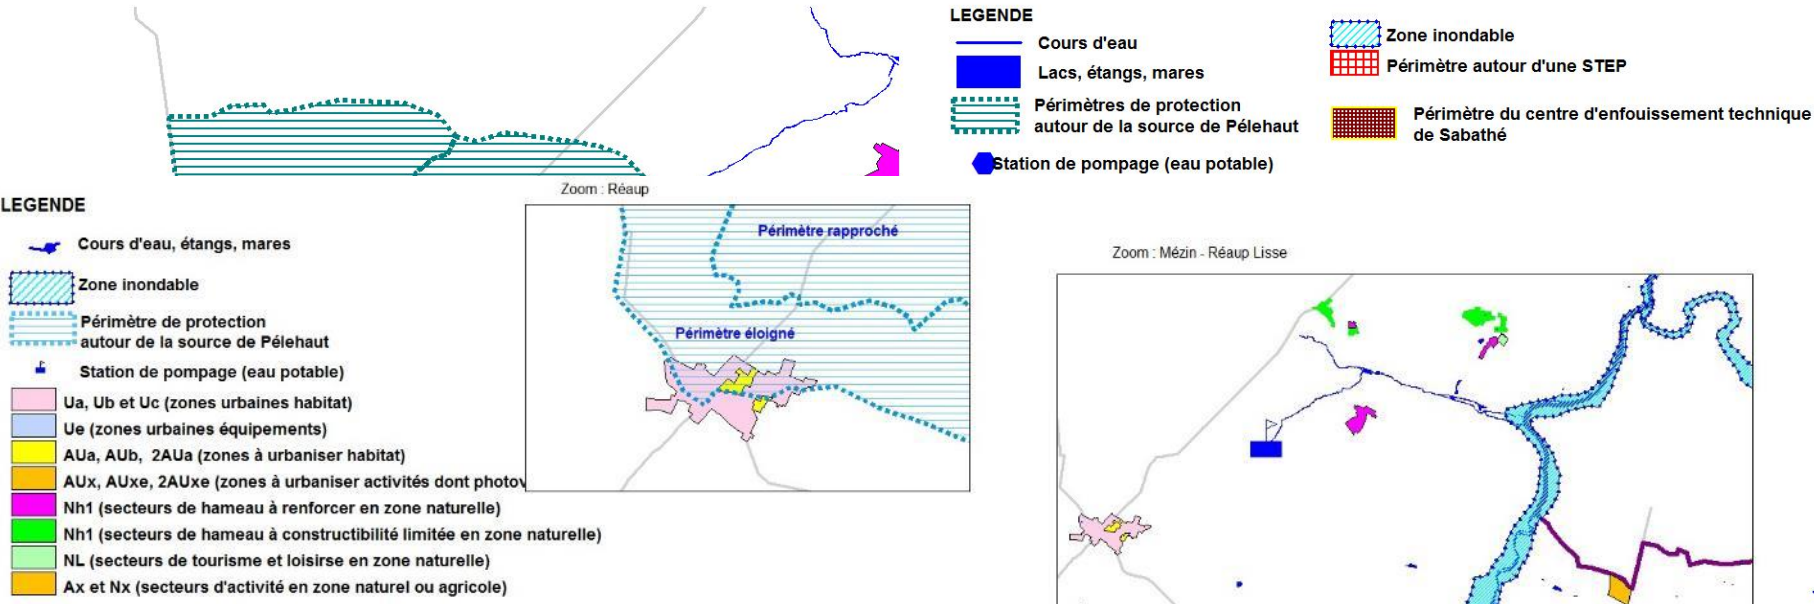 LEGENDE
Cours d'eau
Lacs, étangs, mares
Périmètres de protection
autour de la source de Pélehaut
Station de pompage (eau potable)
Zone inondable
Périmètre autour d'une STEP
Périmètre du centre d'enfouissement technique
de Sabathé
LEGENDE
Cours d'eau, étangs, mares
Zone inondable
Périmètre de protection
autour de la source de Pélehaut
Station de pompage (eau potable)
Ua, Ub et Uc (zones urbaines habitat)
Ue (zones urbaines équipements)
AUa, AUb, 2AUa (zones à urbaniser habitat)
AUx, AUxe, 2AUxe (zones à urbaniser activités dont photov
Nh1 (secteurs de hameau à renforcer en zone naturelle)
Nh1 (secteurs de hameau à constructibilité limitée en zone naturelle)
NL (secteurs de tourisme et loisirse en zone naturelle)
Ax et Nx (secteurs d'activité en zone naturel ou agricole)
Zoom : Réaup
Périmètre rapproché
Périmètre éloigné
Zoom : Mézin - Réaup Lisse